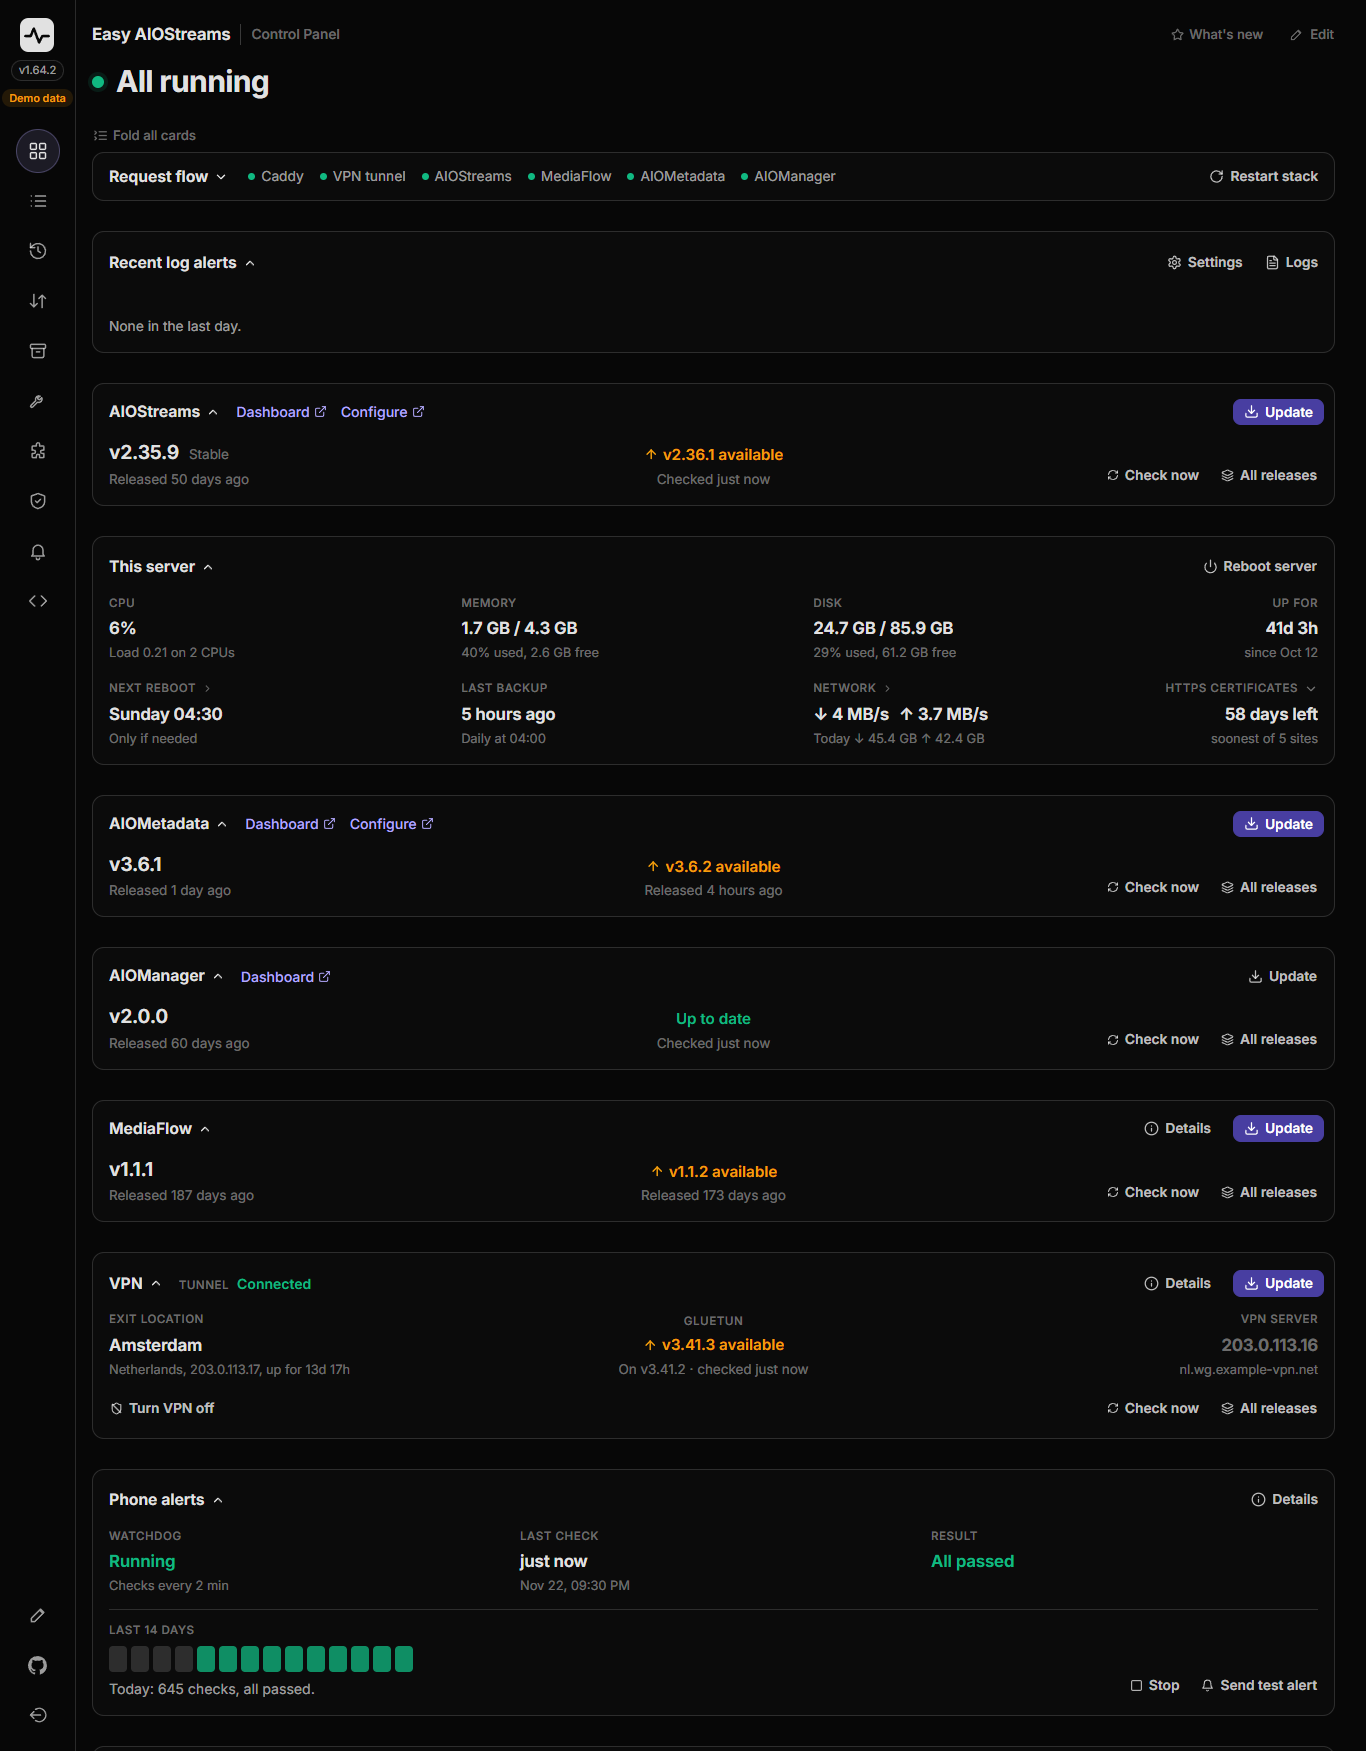 Easy AIOStreams
Control Panel
What's new
Edit
v1.64.2
Demo data
All running
Fold all cards
Request flow
Caddy
VPN tunnel
AIOStreams
MediaFlow
AIOMetadata
AIOManager
Restart stack
Recent log alerts
Settings
Logs
None in the last day.
AIOStreams
Dashboard
Configure
Update
v2.35.9 Stable
Released 50 days ago
v2.36.1 available
Checked just now
Check now
All releases
This server
Reboot server
CPU
6%
Load 0.21 on 2 CPUs
MEMORY
1.7 GB / 4.3 GB
40% used, 2.6 GB free
DISK
24.7 GB / 85.9 GB
29% used, 61.2 GB free
UP FOR
41d 3h
since Oct 12
NEXT REBOOT
Sunday 04:30
Only if needed
LAST BACKUP
5 hours ago
Daily at 04:00
NETWORK
↓ 4 MB/s ↑ 3.7 MB/s
Today ↓ 45.4 GB ↑ 42.4 GB
HTTPS CERTIFICATES
58 days left
soonest of 5 sites
AIOMetadata
Dashboard
Configure
Update
v3.6.1
Released 1 day ago
v3.6.2 available
Released 4 hours ago
Check now
All releases
AIOManager
Dashboard
Update
v2.0.0
Released 60 days ago
Up to date
Checked just now
Check now
All releases
MediaFlow
Details
Update
v1.1.1
Released 187 days ago
v1.1.2 available
Released 173 days ago
Check now
All releases
VPN
TUNNEL Connected
Details
Update
EXIT LOCATION
Amsterdam
Netherlands, 203.0.113.17, up for 13d 17h
GLUETUN
v3.41.3 available
On v3.41.2 · checked just now
VPN SERVER
203.0.113.16
nl.wg.example-vpn.net
Turn VPN off
Check now
All releases
Phone alerts
Details
WATCHDOG
Running
Checks every 2 min
LAST CHECK
just now
Nov 22, 09:30 PM
RESULT
All passed
LAST 14 DAYS
Today: 645 checks, all passed.
Stop
Send test alert